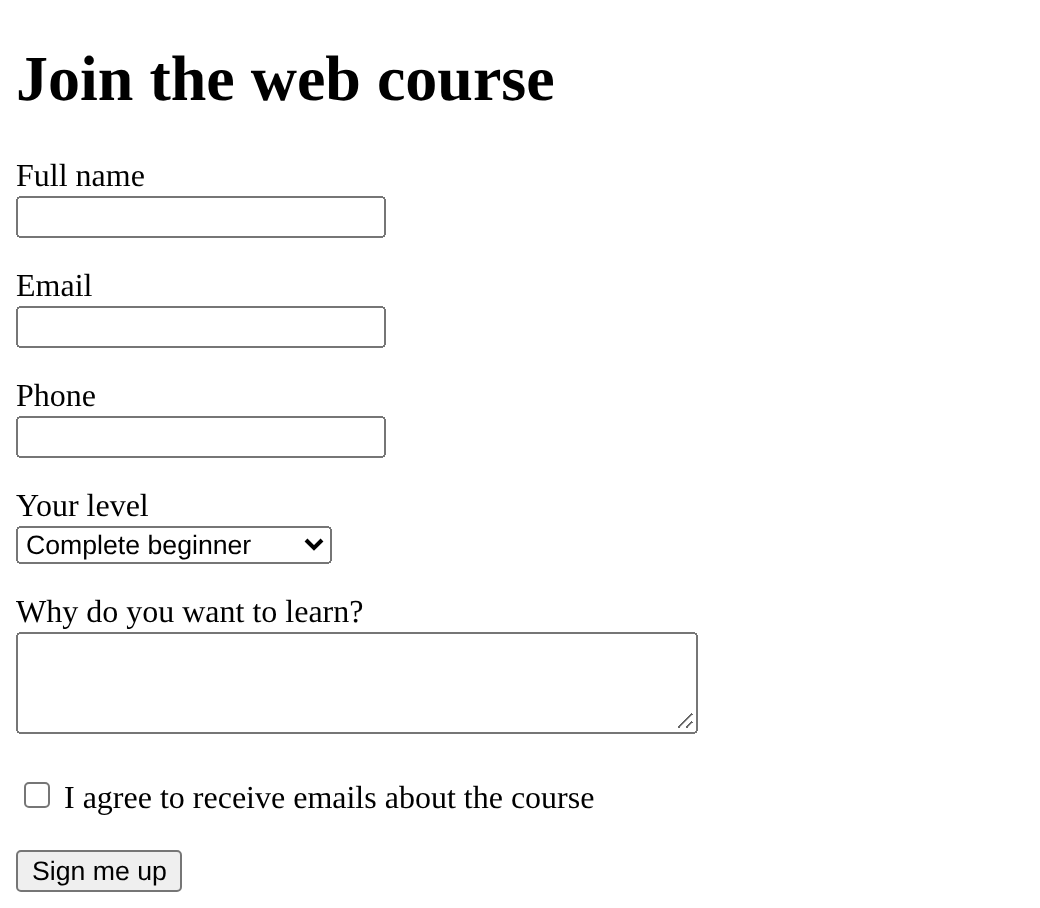 Join the web course
Full name
Email
Phone
Your level
Complete beginner
Why do you want to learn?
I agree to receive emails about the course
Sign me up